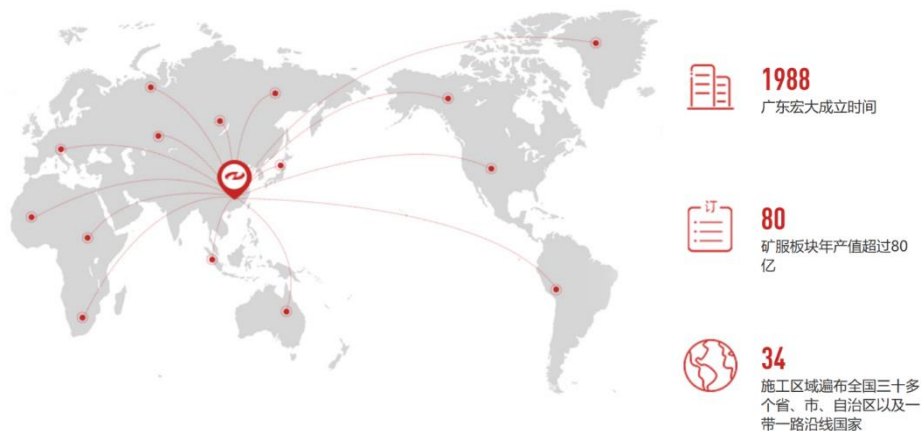 1988
广东宏大成立时间
订
80
矿服板块年产值超过80
亿
34
施工区域遍布全国三十多
个省、市、自治区以及一
带一路沿线国家